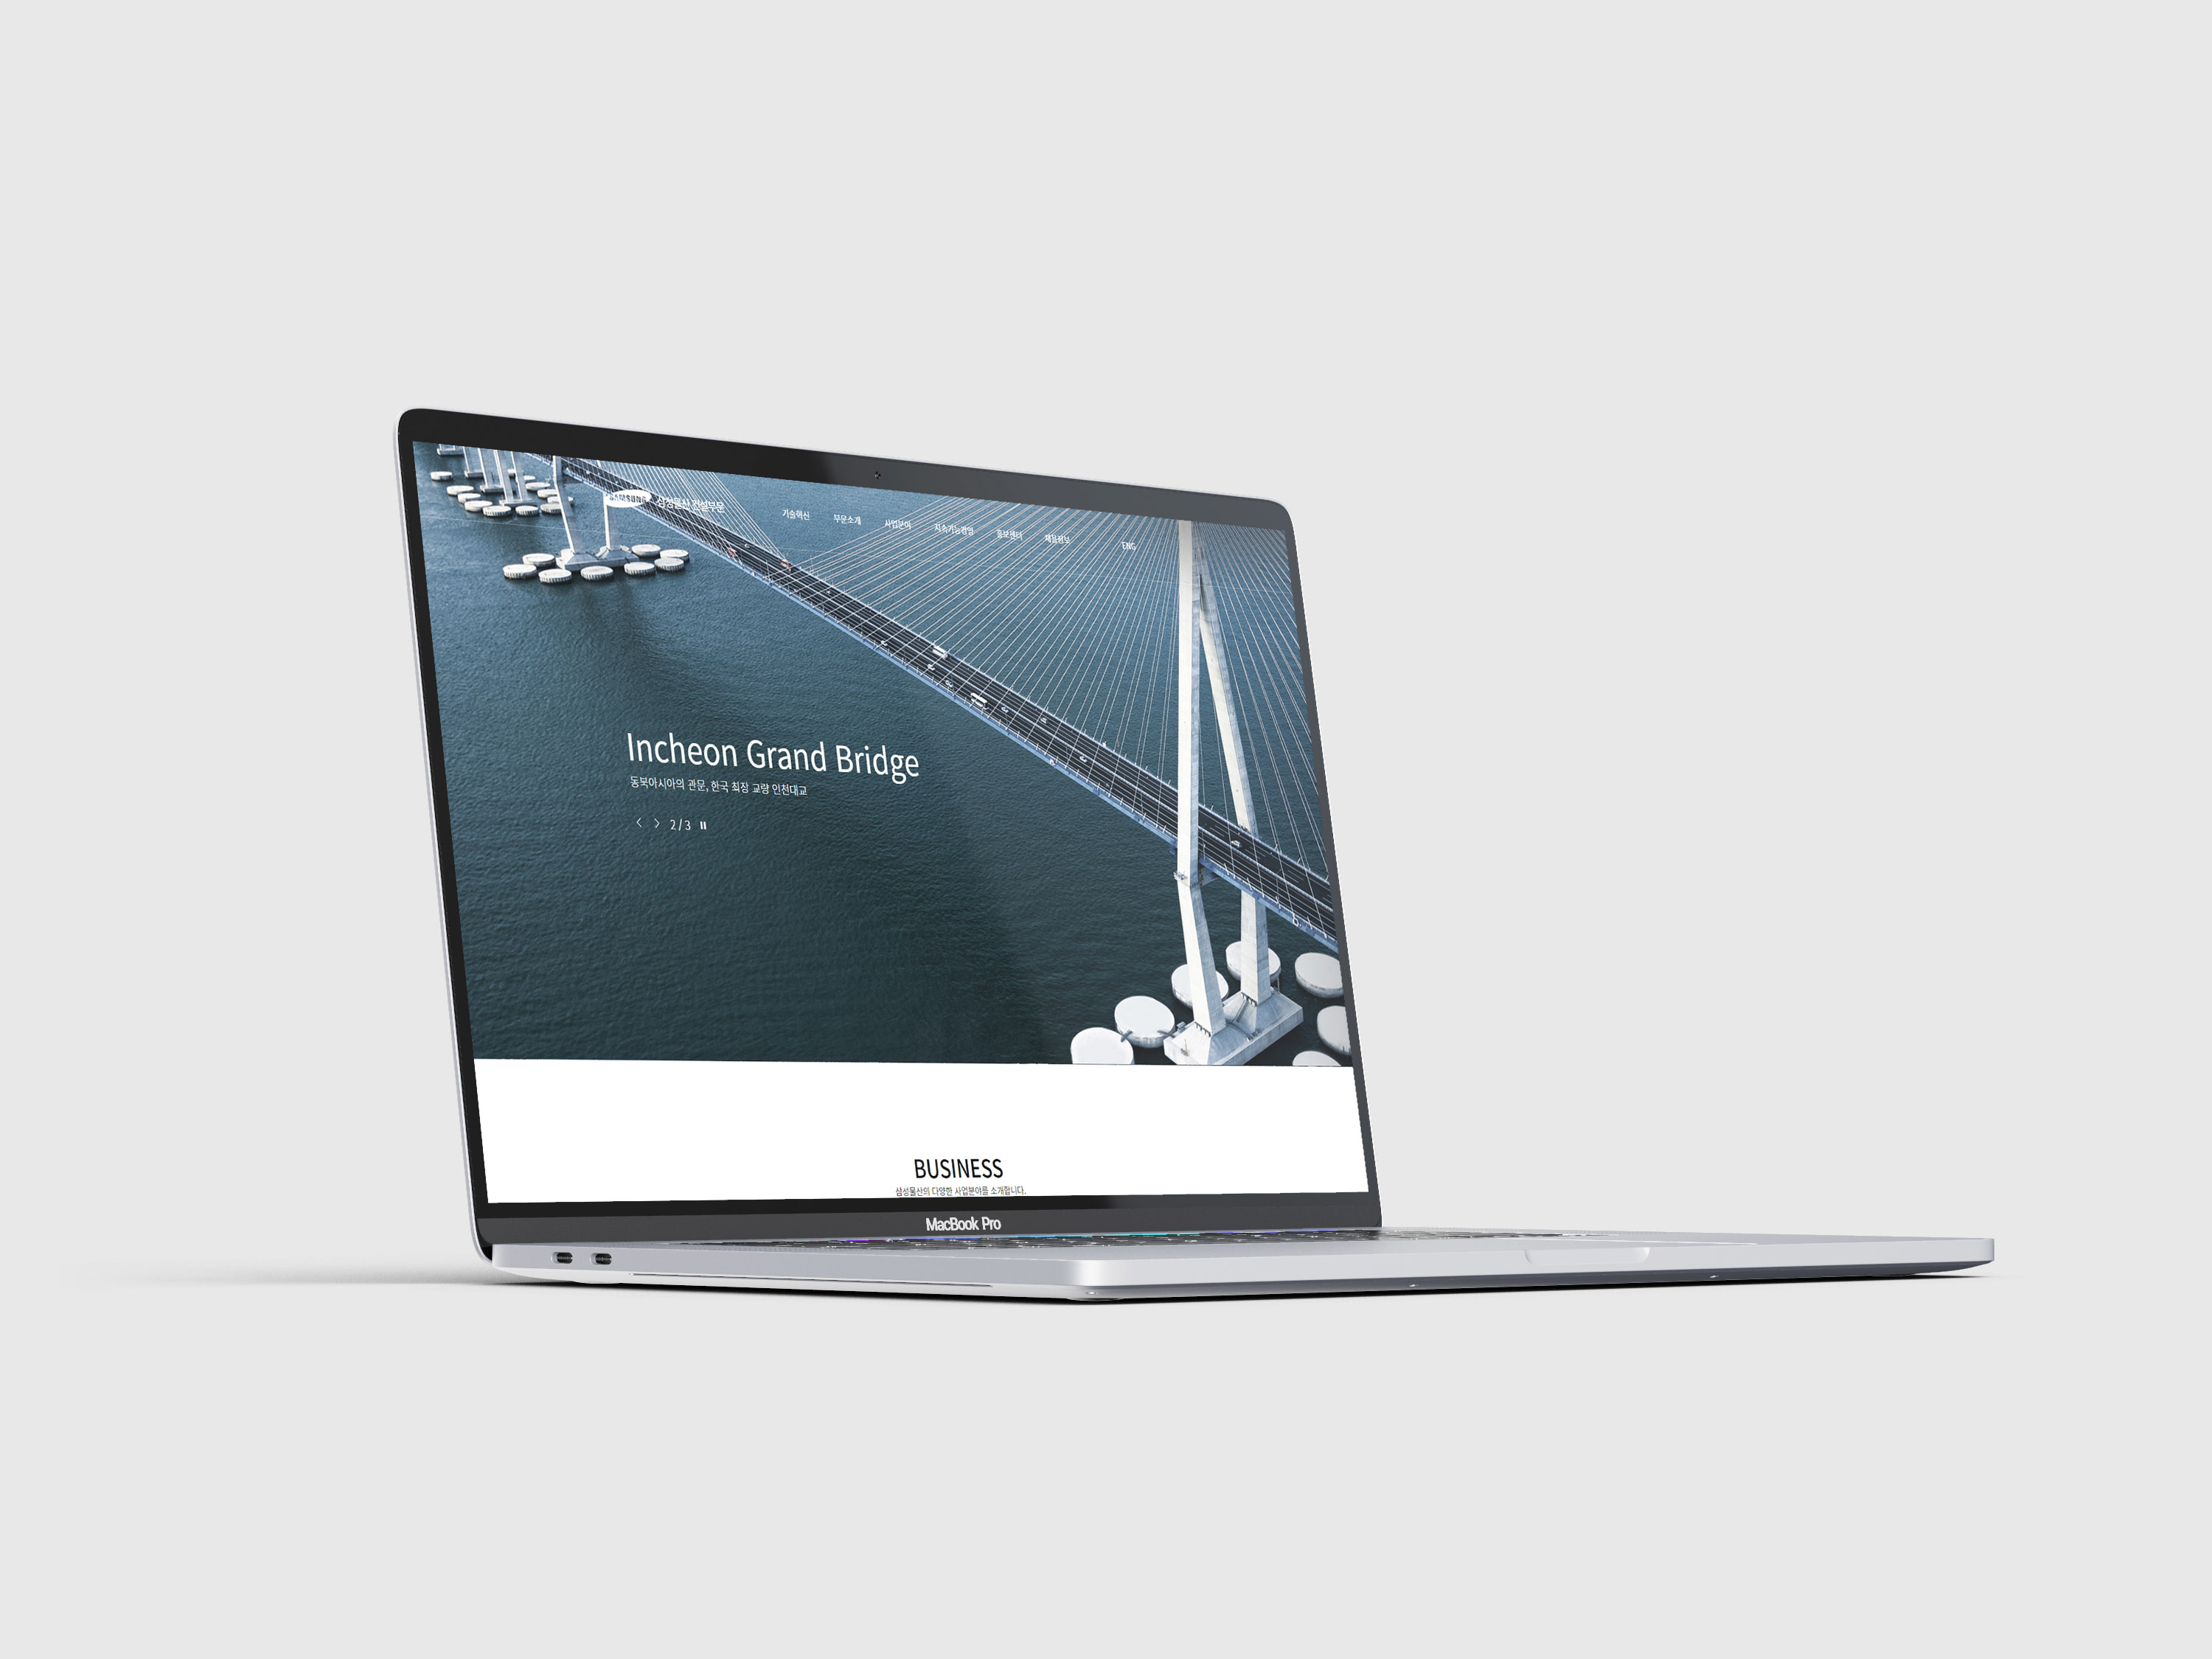 SAMSUNG 삼성물산 건설부문
기술혁신 부문소개 사업분야 지속가능경영 홍보센터 채용정보 ENG
Incheon Grand Bridge
동북아시아의 관문, 한국 최장 교량 인천대교
2/3
BUSINESS
삼성물산의 다양한 사업분야를 소개합니다.
MacBook Pro